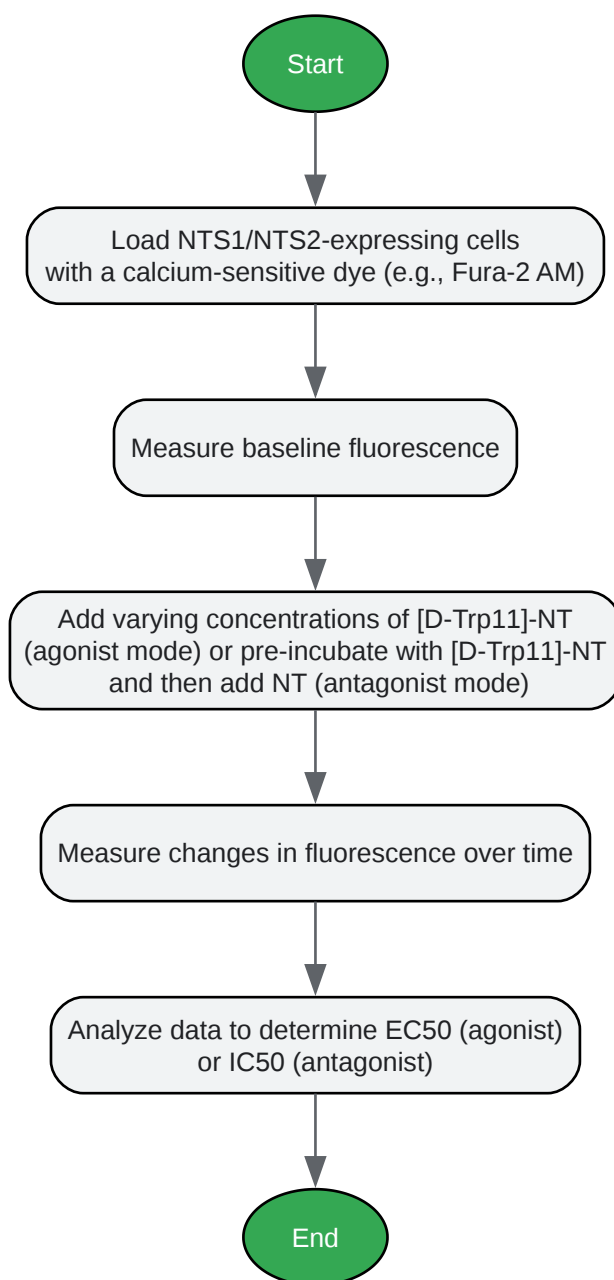 Start
Load NTS1/NTS2-expressing cells
with a calcium-sensitive dye (e.g., Fura-2 AM)
Measure baseline fluorescence
Add varying concentrations of [D-Trp11]-NT
(agonist mode) or pre-incubate with [D-Trp11]-NT
and then add NT (antagonist mode)
Measure changes in fluorescence over time
Analyze data to determine EC50 (agonist)
or IC50 (antagonist)
End